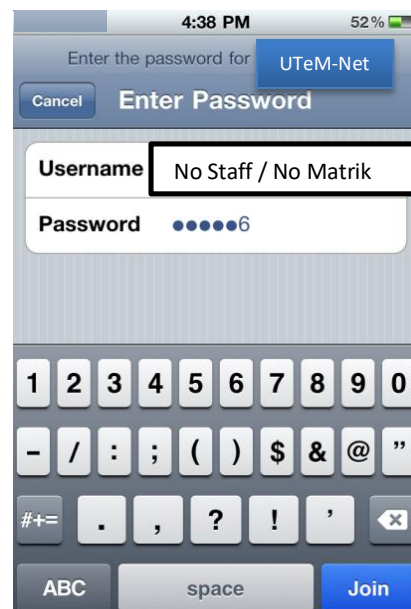 4:38 PM 52%
Enter the password for UTeM-Net
Cancel Enter Password
Username No Staff / No Matrik
Password ●●●●●6
1 2 3 4 5 6 7 8 9 0
- / : ; ( ) $ & @ ”
#+= . , ? ! ’
ABC space Join